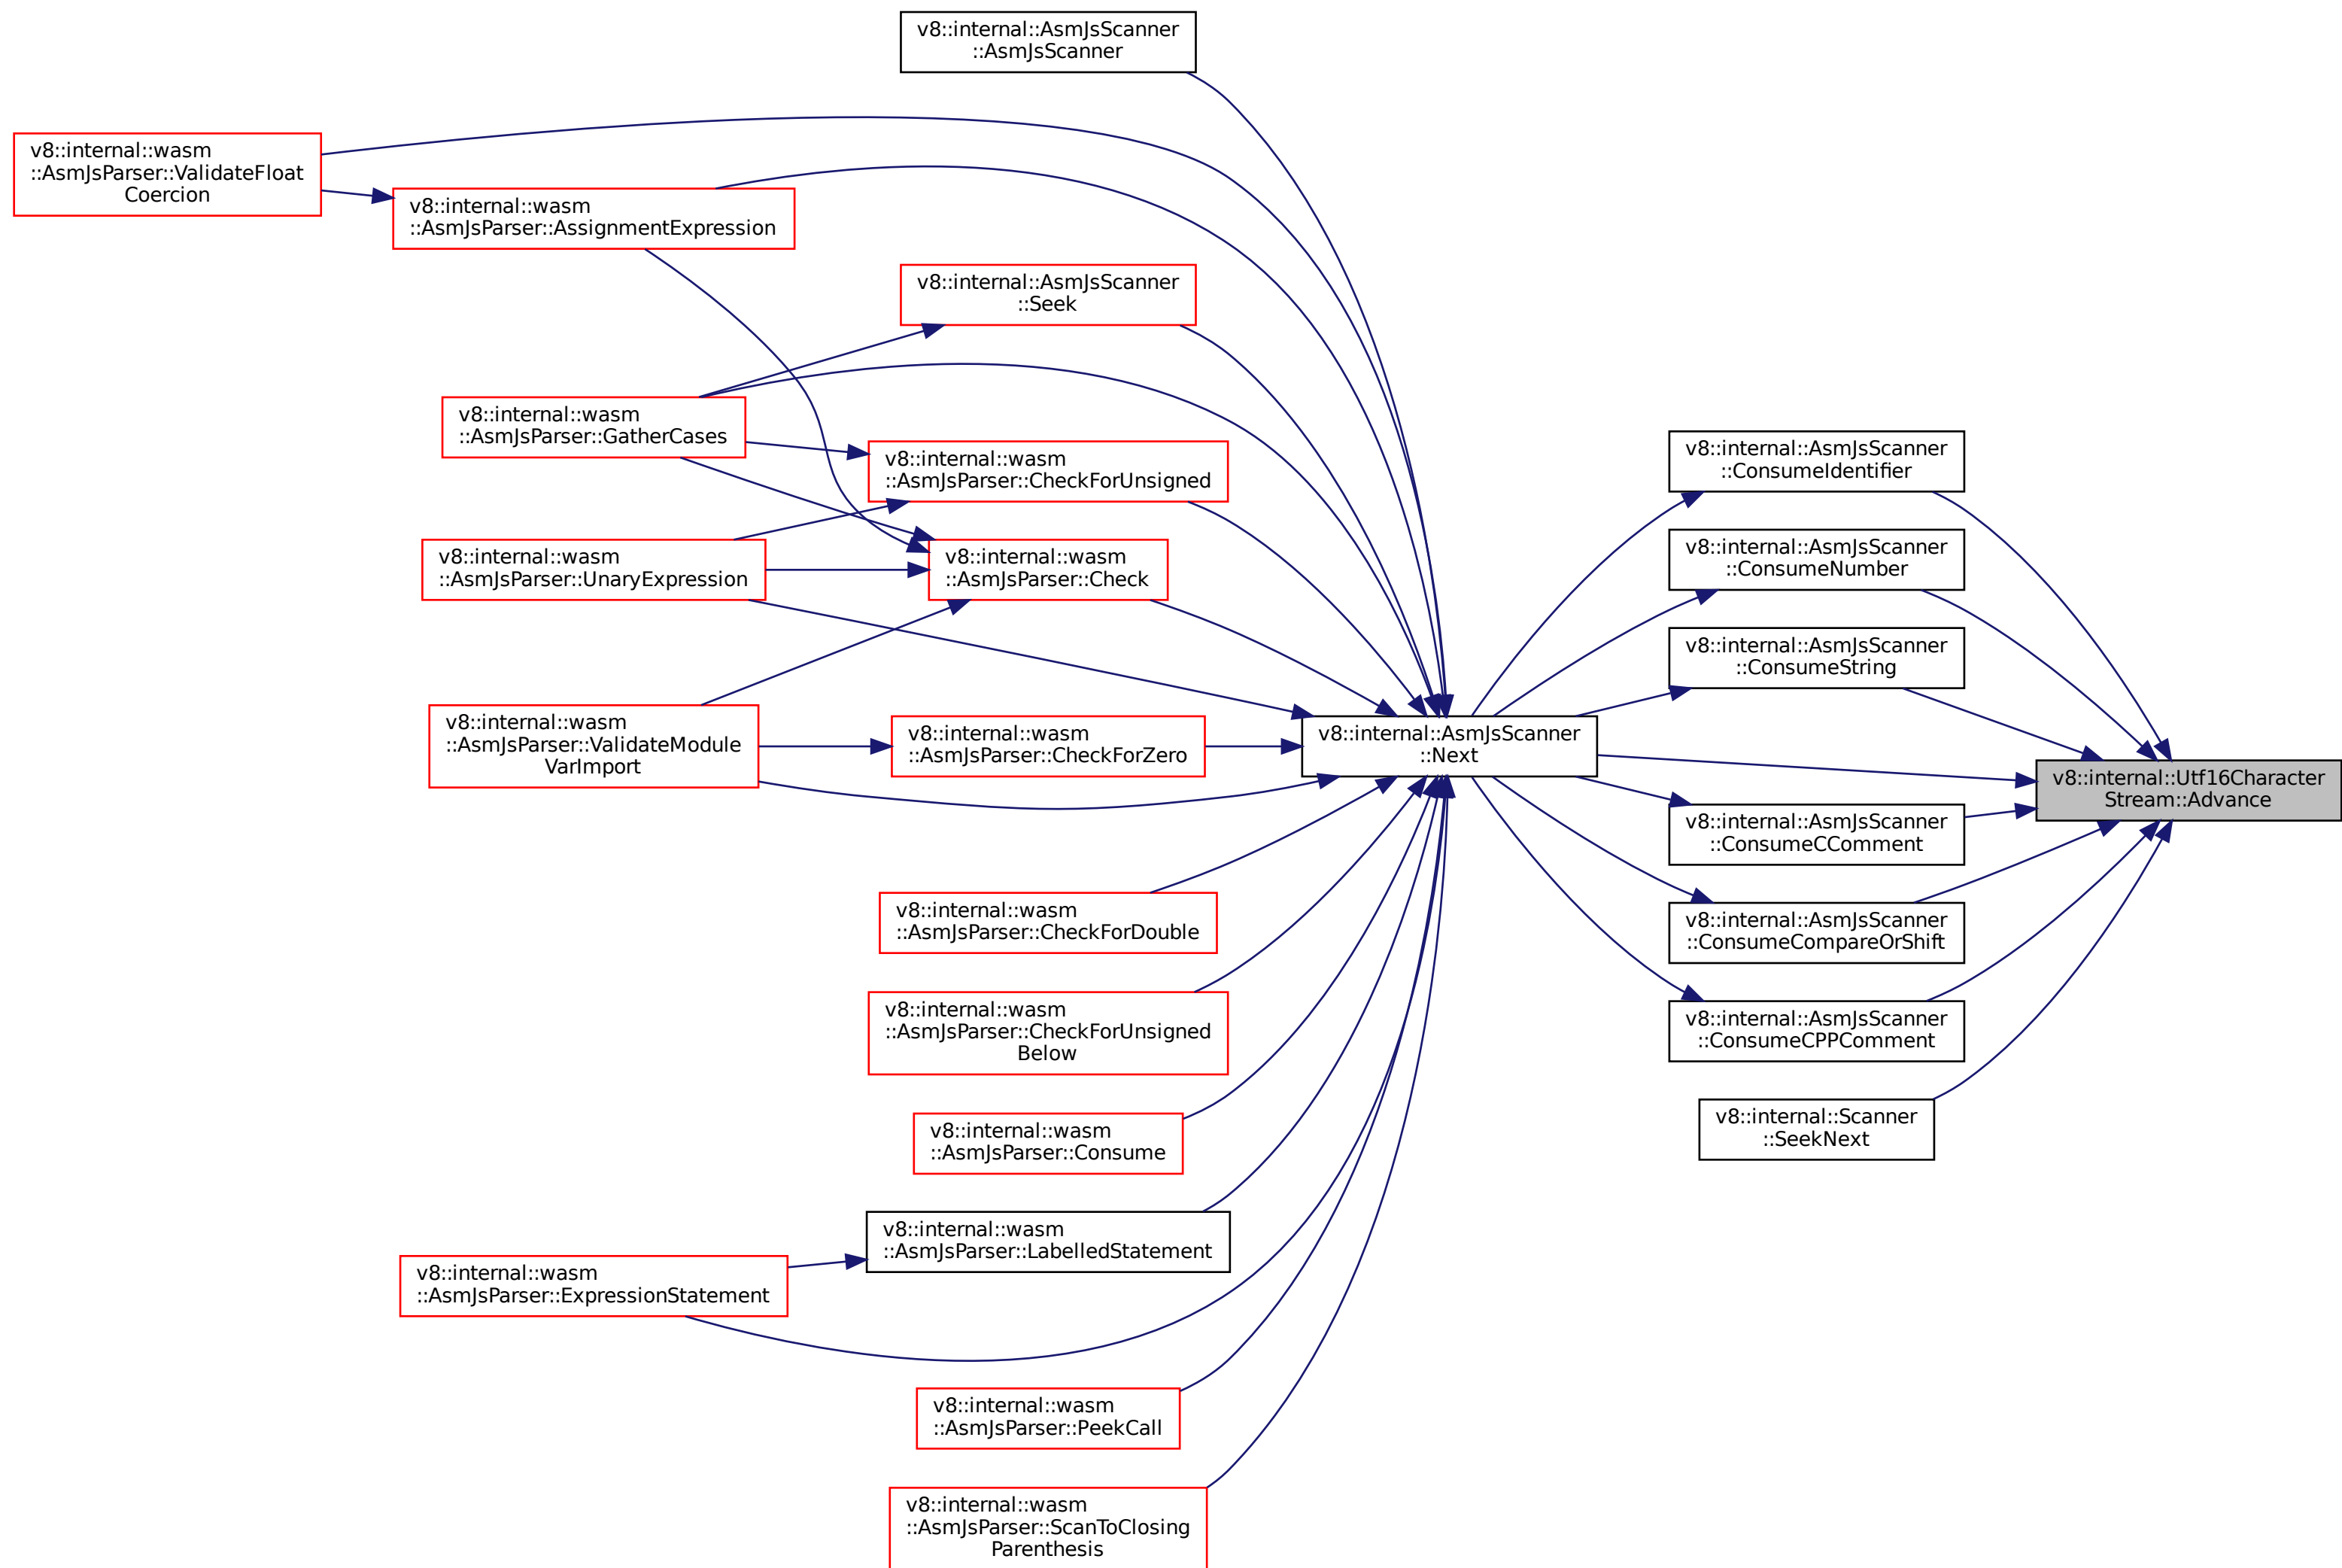 v8::internal::AsmJsScanner
::AsmJsScanner
v8::internal::wasm
::AsmJsParser::ValidateFloat
Coercion
v8::internal::wasm
::AsmJsParser::AssignmentExpression
v8::internal::AsmJsScanner
::Seek
v8::internal::wasm
::AsmJsParser::GatherCases
v8::internal::wasm
::AsmJsParser::CheckForUnsigned
v8::internal::AsmJsScanner
::ConsumeIdentifier
v8::internal::wasm
::AsmJsParser::UnaryExpression
v8::internal::wasm
::AsmJsParser::Check
v8::internal::AsmJsScanner
::ConsumeNumber
v8::internal::AsmJsScanner
::ConsumeString
v8::internal::wasm
::AsmJsParser::ValidateModule
VarImport
v8::internal::wasm
::AsmJsParser::CheckForZero
v8::internal::AsmJsScanner
::Next
v8::internal::Utf16Character
Stream::Advance
v8::internal::AsmJsScanner
::ConsumeCComment
v8::internal::wasm
::AsmJsParser::CheckForDouble
v8::internal::AsmJsScanner
::ConsumeCompareOrShift
v8::internal::wasm
::AsmJsParser::CheckForUnsigned
Below
v8::internal::AsmJsScanner
::ConsumeCPPComment
v8::internal::wasm
::AsmJsParser::Consume
v8::internal::Scanner
::SeekNext
v8::internal::wasm
::AsmJsParser::LabelledStatement
v8::internal::wasm
::AsmJsParser::ExpressionStatement
v8::internal::wasm
::AsmJsParser::PeekCall
v8::internal::wasm
::AsmJsParser::ScanToClosing
Parenthesis